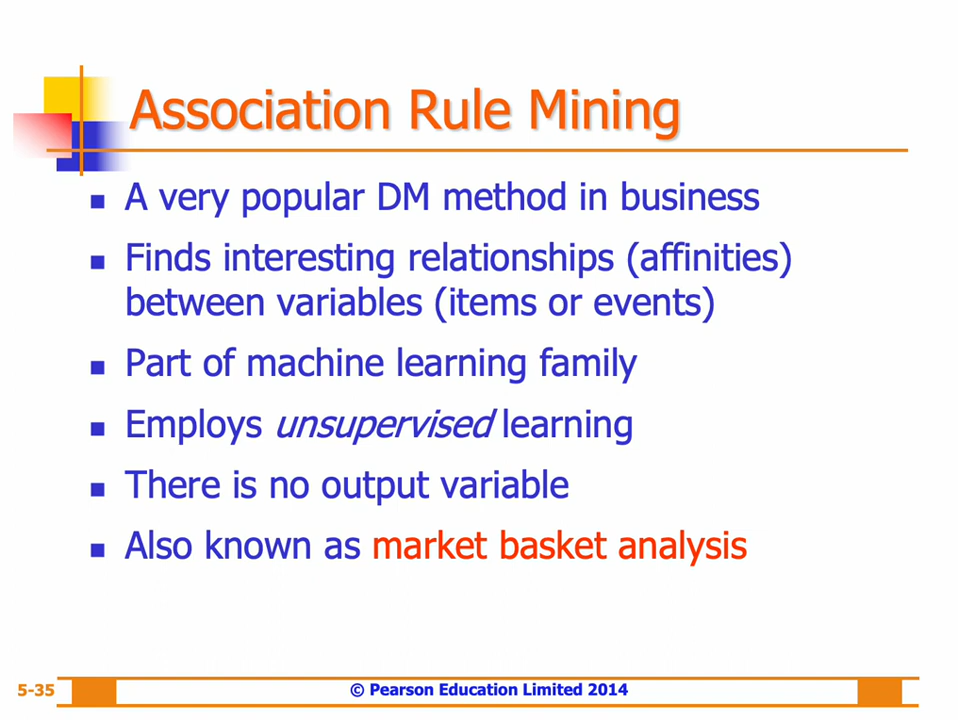 Association Rule Mining
A very popular DM method in business
Finds interesting relationships (affinities)
between variables (items or events)
Part of machine learning family
Employs unsupervised learning
There is no output variable
Also known as market basket analysis
5-35
© Pearson Education Limited 2014